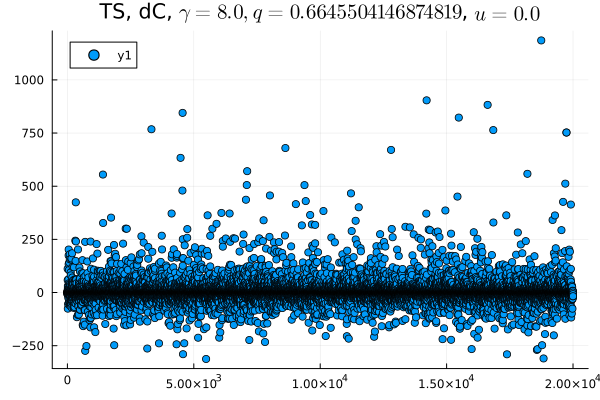 TS, dC, γ = 8.0, q = 0.6645504146874819, u = 0.0
y1
1000
750
500
250
0
−250
0 5.00×10³ 1.00×10⁴ 1.50×10⁴ 2.00×10⁴